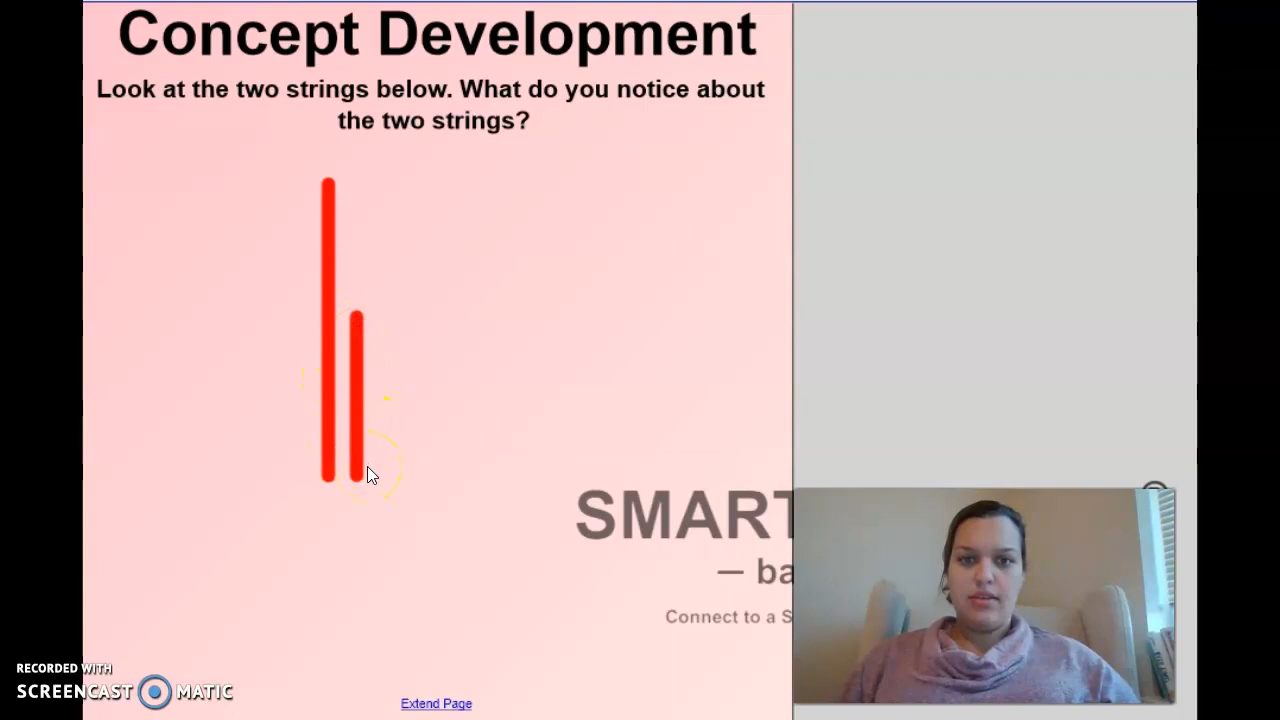 Concept Development
Look at the two strings below. What do you notice about
the two strings?
SMART
— ba
Connect to a S
Extend Page
RECORDED WITH
SCREENCAST MATIC